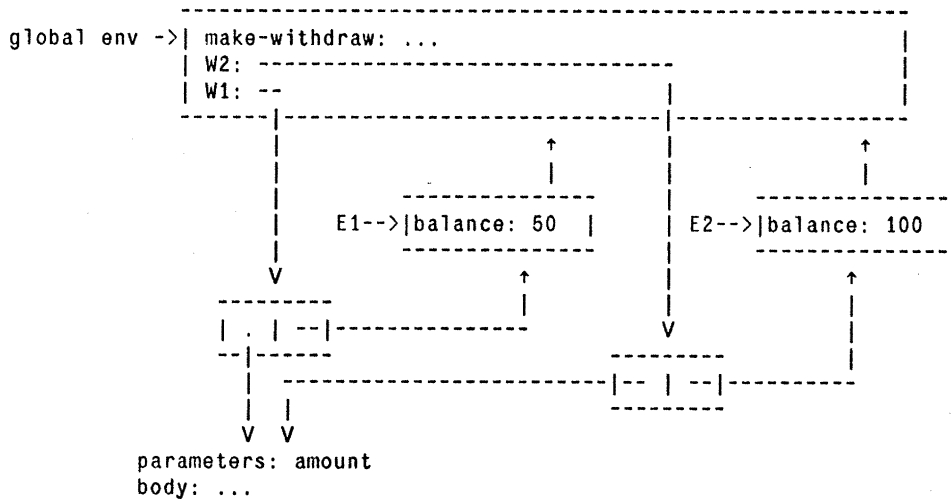 global env -> make-withdraw: ...
W2:
W1:
E1-->|balance: 50 |
E2-->|balance: 100
parameters: amount
body: ...